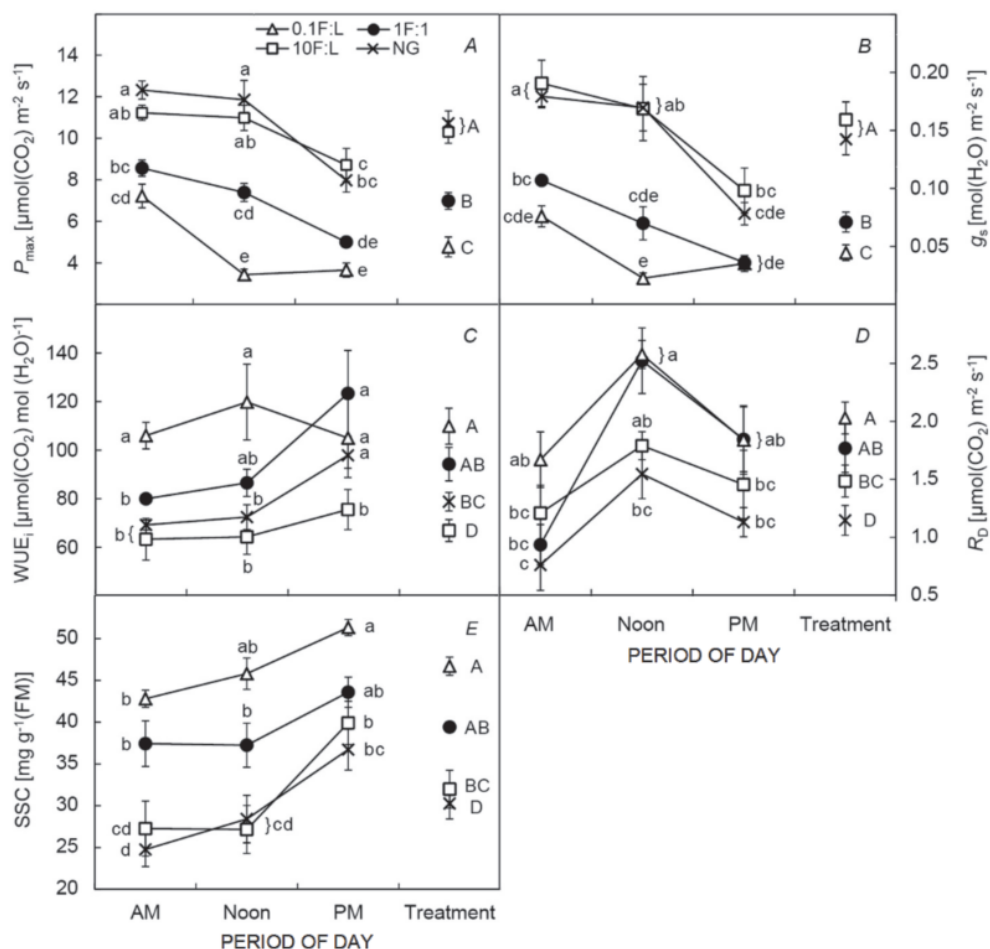 0.1F:L 1F:1
10F:L NG
A
P_max [µmol(CO₂) m⁻² s⁻¹]
14
12
10
8
6
4
a
a
ab
ab
bc
cd
cd
e
c
bc
de
e
}A
B
C
B
g_s [mol(H₂O) m⁻² s⁻¹]
0.20
0.15
0.10
0.05
a{
}ab
bc
cde
cde
e
bc
cde
}de
}A
B
C
C
WUE_i [µmol(CO₂) mol (H₂O)⁻¹]
140
120
100
80
60
a
b
b{
a
ab
b
b
a
a
a
b
A
AB
BC
D
D
R_D [µmol(CO₂) m⁻² s⁻¹]
2.5
2.0
1.5
1.0
0.5
ab
bc
bc
c
}a
ab
bc
}ab
bc
bc
A
AB
BC
D
AM Noon PM Treatment
PERIOD OF DAY
E
SSC [mg g⁻¹(FM)]
50
45
40
35
30
25
20
b
b
cd
d
ab
b
}cd
a
ab
b
bc
A
AB
BC
D
AM Noon PM Treatment
PERIOD OF DAY